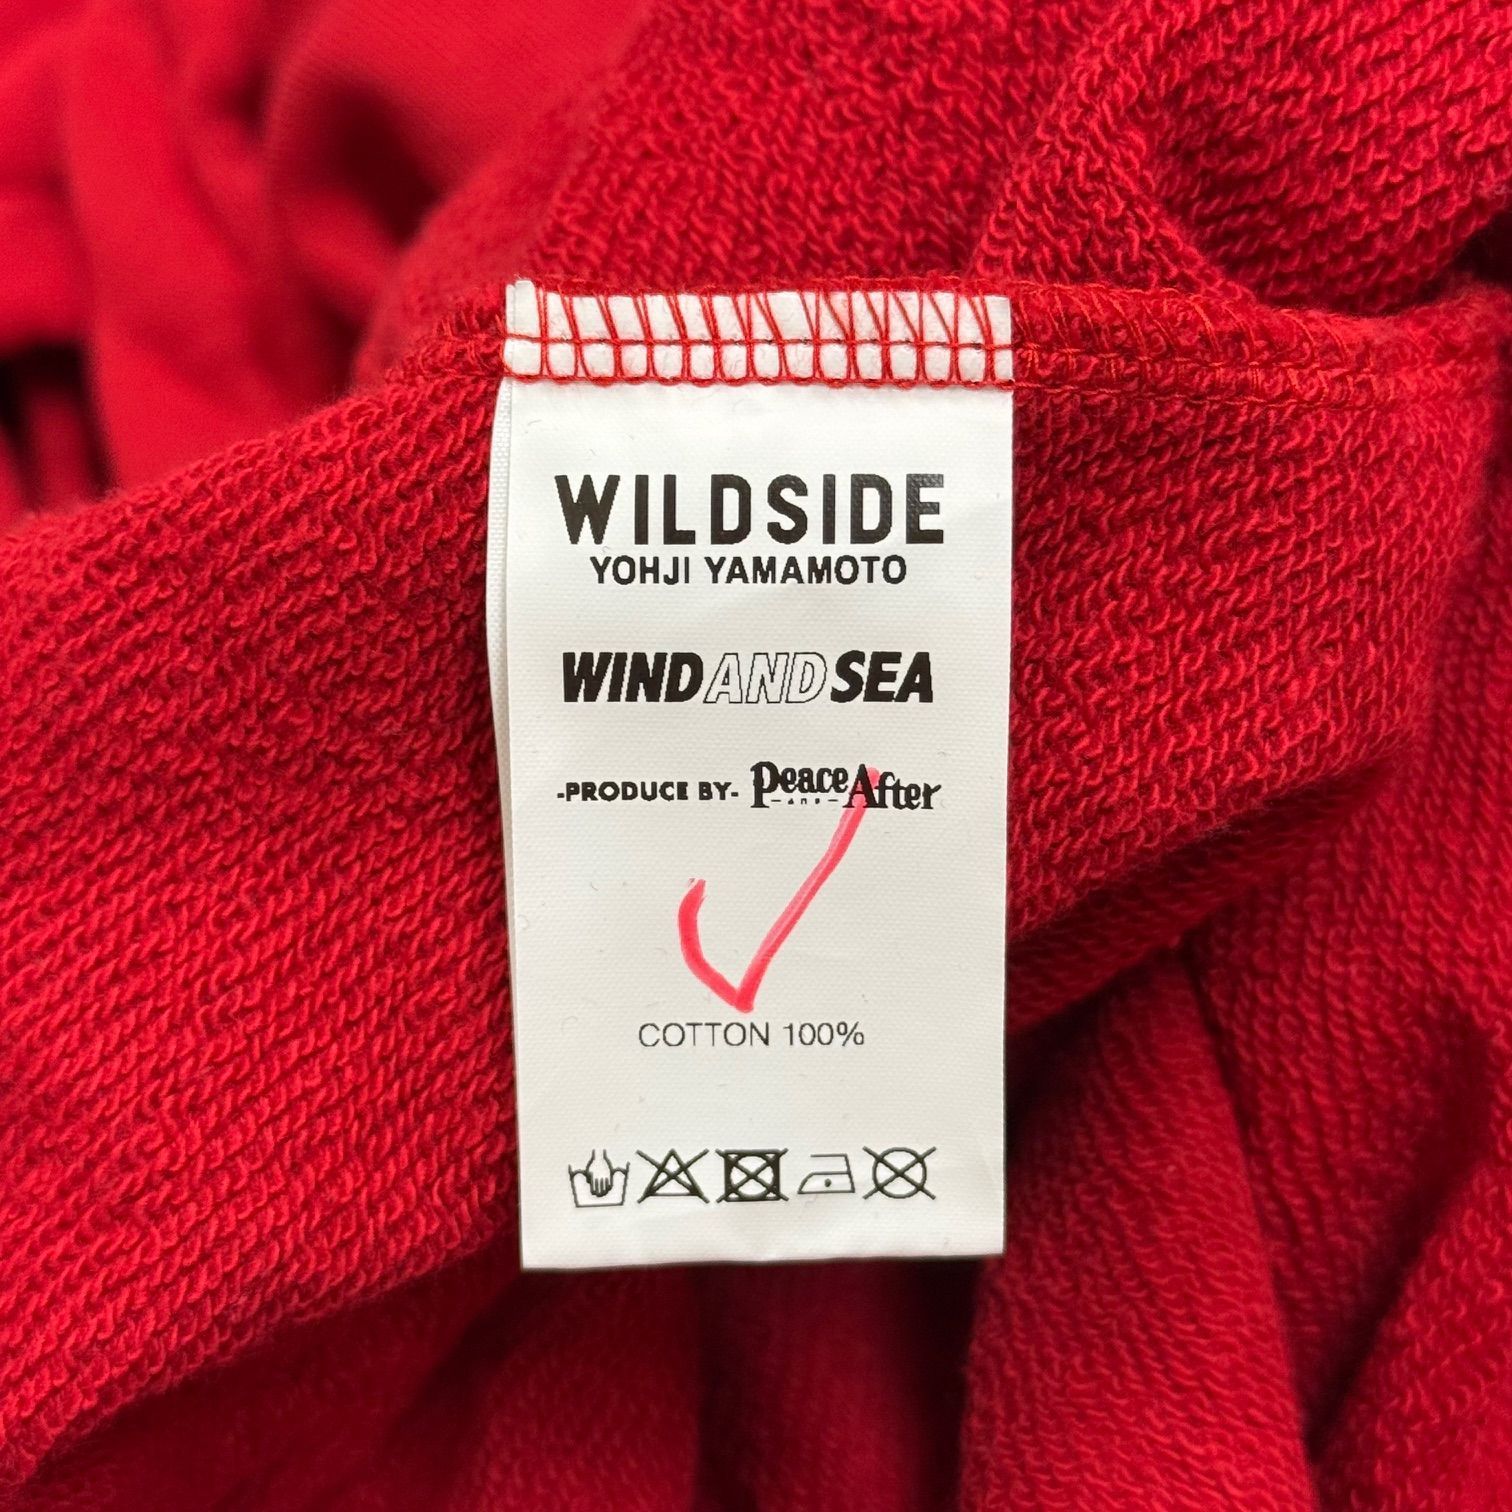 WILDSIDE
YOHJI YAMAMOTO
WINDANDSEA
-PRODUCE BY- Peace and After
COTTON 100%